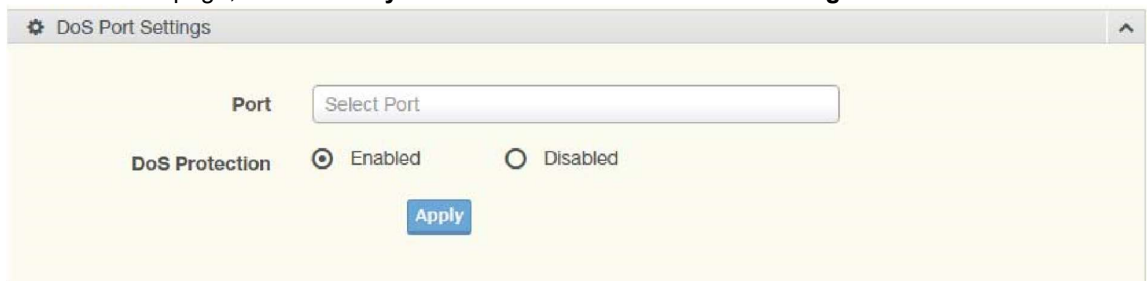 DoS Port Settings
Port Select Port
DoS Protection Enabled Disabled
Apply